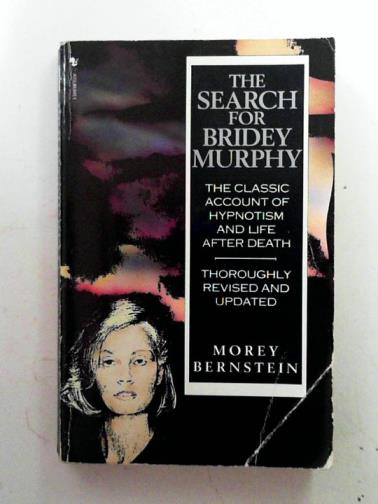 THE
SEARCH
FOR
BRIDEY
MURPHY
THE CLASSIC
ACCOUNT OF
HYPNOTISM
AND LIFE
AFTER DEATH
THOROUGHLY
REVISED AND
UPDATED
MOREY
BERNSTEIN